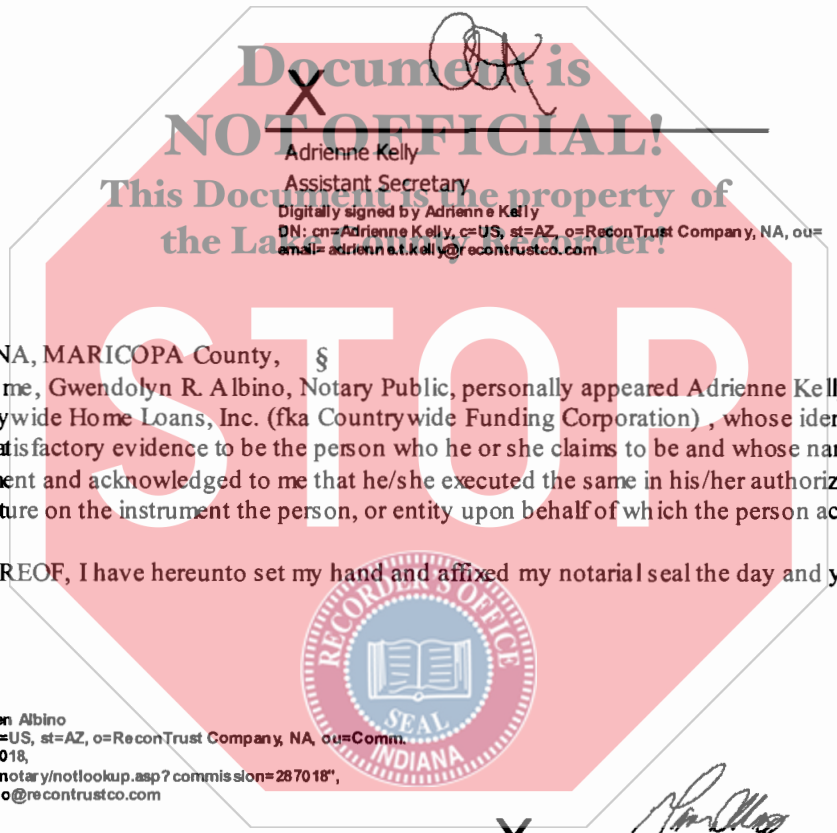 Document is
NOT OFFICIAL!
This Document is the property of
the Lake County Recorder!
X
Adrienne Kelly
Assistant Secretary
Digitally signed by Adrienne Kelly
DN: cn=Adrienne Kelly, c=US, st=AZ, o=ReconTrust Company, NA, ou=
email=adrienne.t.kelly@recontrustco.com
STOP
NA, MARICOPA County, §
me, Gwendolyn R. Albino, Notary Public, personally appeared Adrienne Kell
ywide Home Loans, Inc. (fka Countrywide Funding Corporation) , whose iden
atisfactory evidence to be the person who he or she claims to be and whose nam
ent and acknowledged to me that he/she executed the same in his/her authoriz
ture on the instrument the person, or entity upon behalf of which the person ac
REOF, I have hereunto set my hand and affixed my notarial seal the day and y
RECORDER'S OFFICE
SEAL
INDIANA
en Albino
=US, st=AZ, o=ReconTrust Company, NA, ou=Comm.
018,
notary/notlookup.asp?commission=287018",
o@recontrustco.com
X